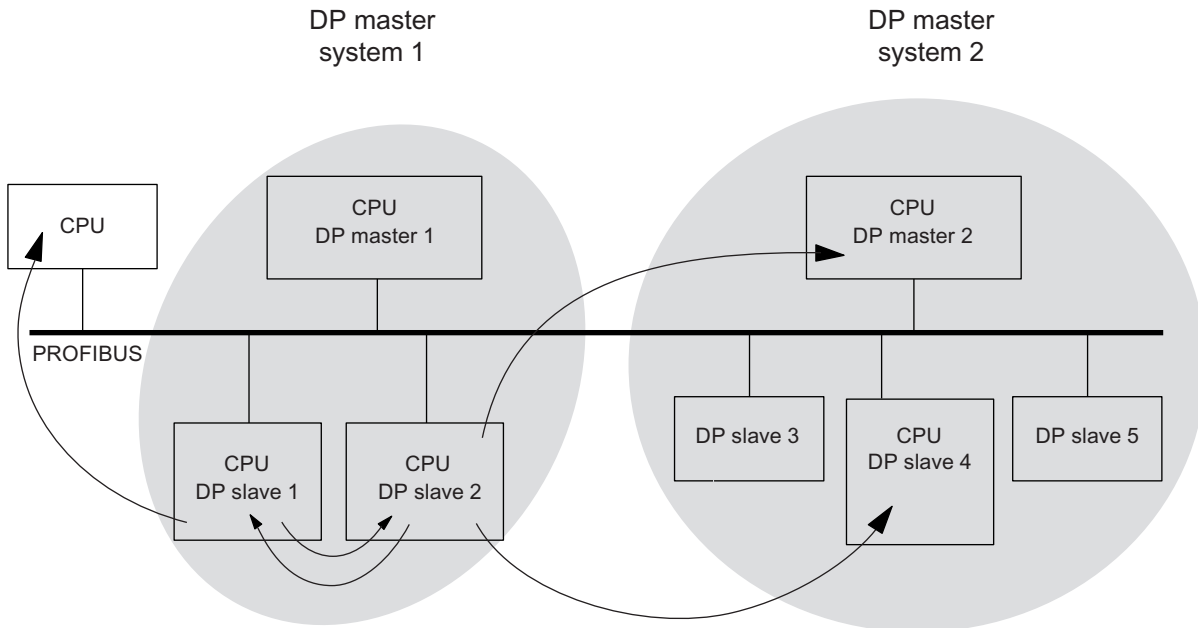 DP master
system 1
DP master
system 2
CPU
CPU
DP master 1
CPU
DP master 2
PROFIBUS
CPU
DP slave 1
CPU
DP slave 2
DP slave 3
CPU
DP slave 4
DP slave 5